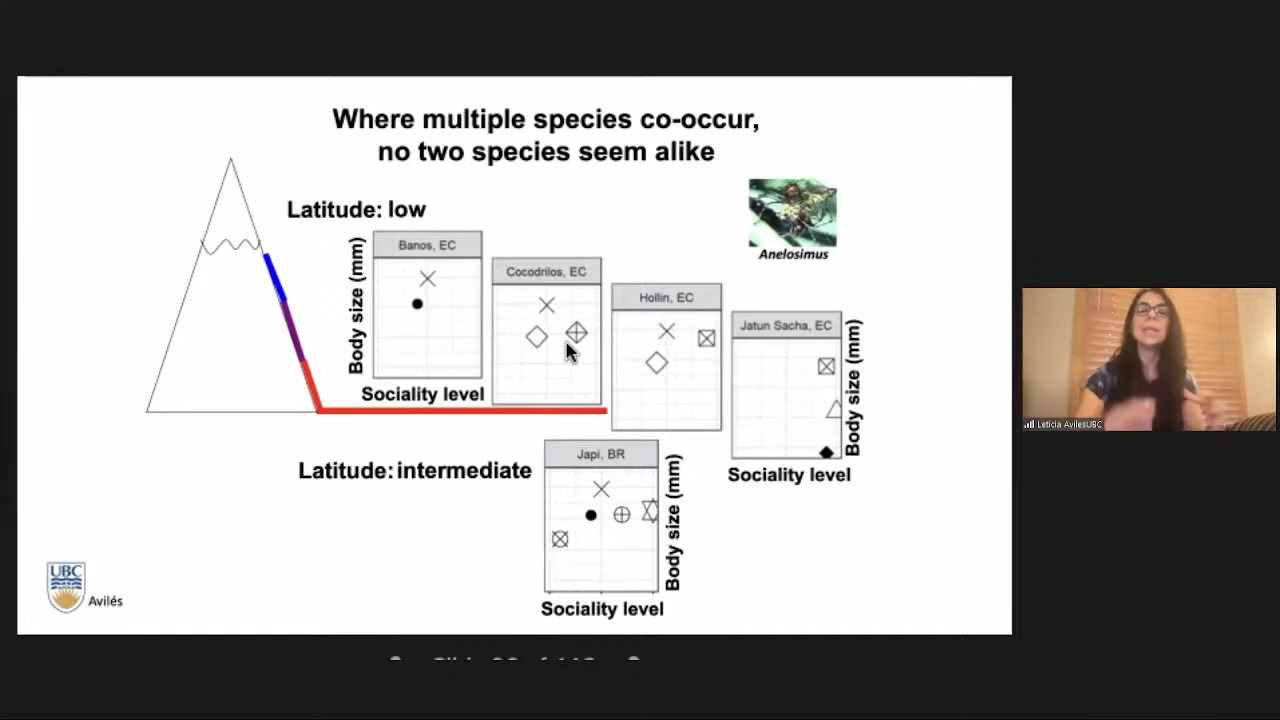 Where multiple species co-occur,
no two species seem alike
Latitude: low
Body size (mm)
Banos, EC
Sociality level
Cocodrilos, EC
Hollin, EC
Jatun Sacha, EC
Body size (mm)
Sociality level
Anelosimus
Latitude: intermediate
Japi, BR
Body size (mm)
Sociality level
UBC
Avilés
Leticia AvilesUBC